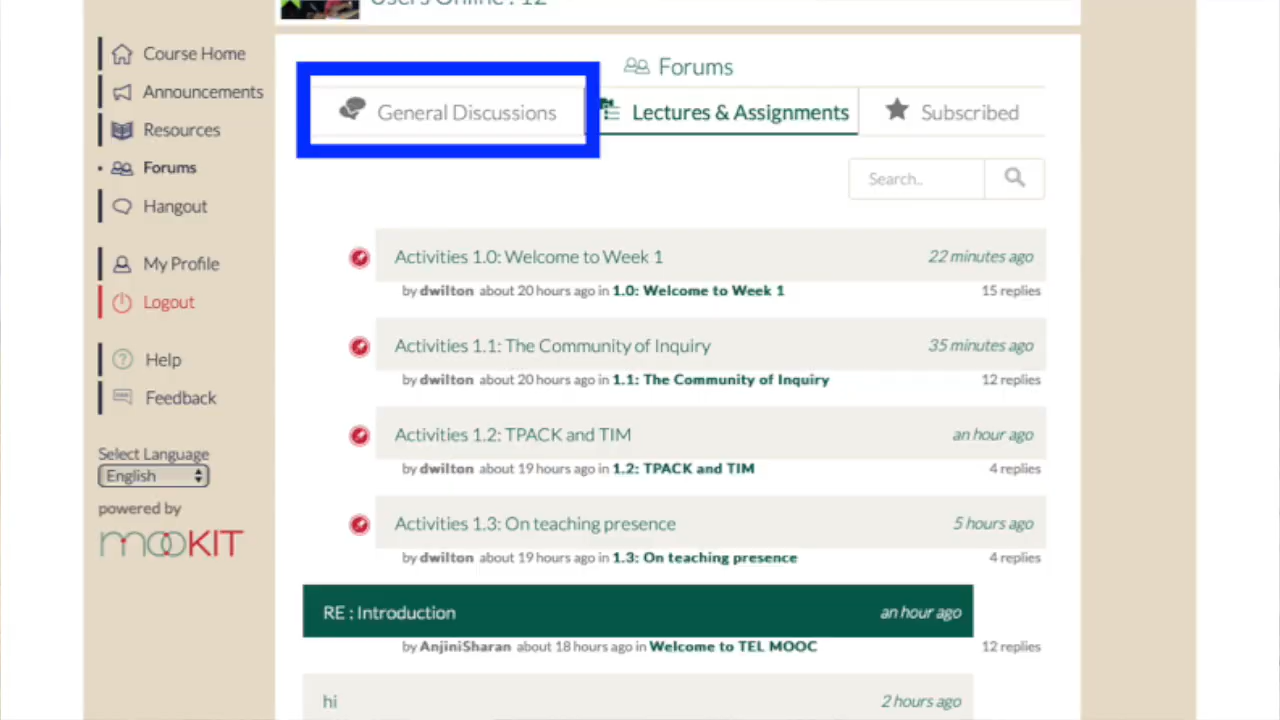 Users Online : 12
Course Home
Announcements
Resources
Forums
Hangout
My Profile
Logout
Help
Feedback
Select Language
English
powered by
mooKIT
Forums
General Discussions
Lectures & Assignments
Subscribed
Search..
Activities 1.0: Welcome to Week 1 22 minutes ago
by dwilton about 20 hours ago in 1.0: Welcome to Week 1 15 replies
Activities 1.1: The Community of Inquiry 35 minutes ago
by dwilton about 20 hours ago in 1.1: The Community of Inquiry 12 replies
Activities 1.2: TPACK and TIM an hour ago
by dwilton about 19 hours ago in 1.2: TPACK and TIM 4 replies
Activities 1.3: On teaching presence 5 hours ago
by dwilton about 19 hours ago in 1.3: On teaching presence 4 replies
RE : Introduction an hour ago
by AnjiniSharan about 18 hours ago in Welcome to TEL MOOC 12 replies
hi 2 hours ago